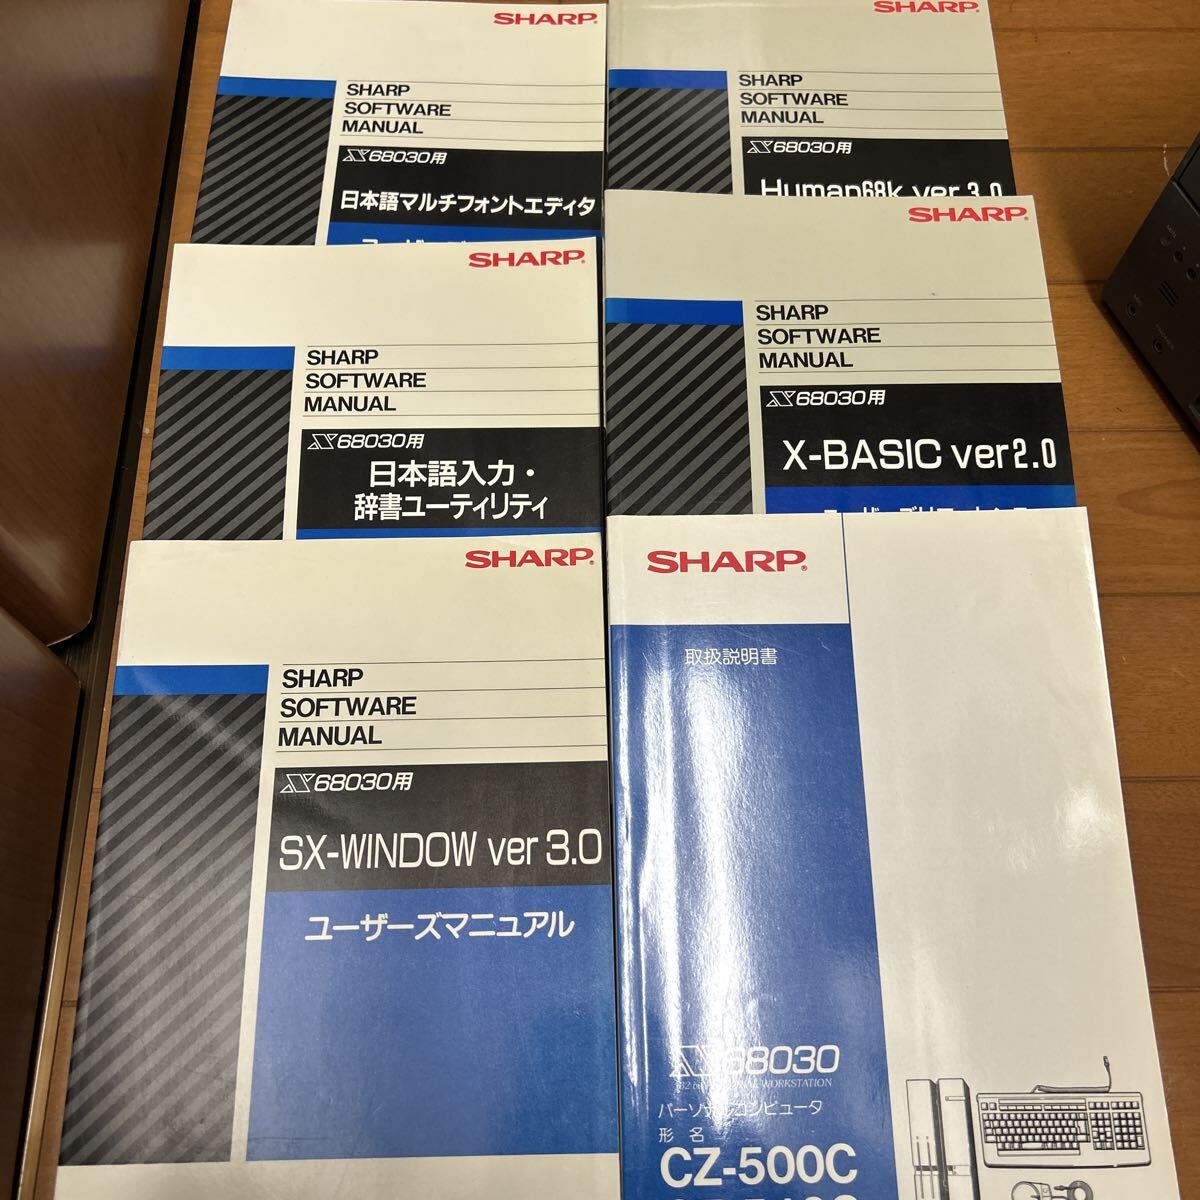 SHARP
SHARP
SOFTWARE
MANUAL
X68030用
日本語マルチフォントエディタ
SHARP
SHARP
SOFTWARE
MANUAL
X68030用
Human68k ver 3.0
SHARP
SHARP
SOFTWARE
MANUAL
X68030用
日本語入力・
辞書ユーティリティ
SHARP
SHARP
SOFTWARE
MANUAL
X68030用
X-BASIC ver2.0
SHARP
SHARP
SOFTWARE
MANUAL
X68030用
SX-WINDOW ver 3.0
ユーザーズマニュアル
SHARP
取扱説明書
X68030
WORKSTATION
パーソナルコンピュータ
形名
CZ-500C